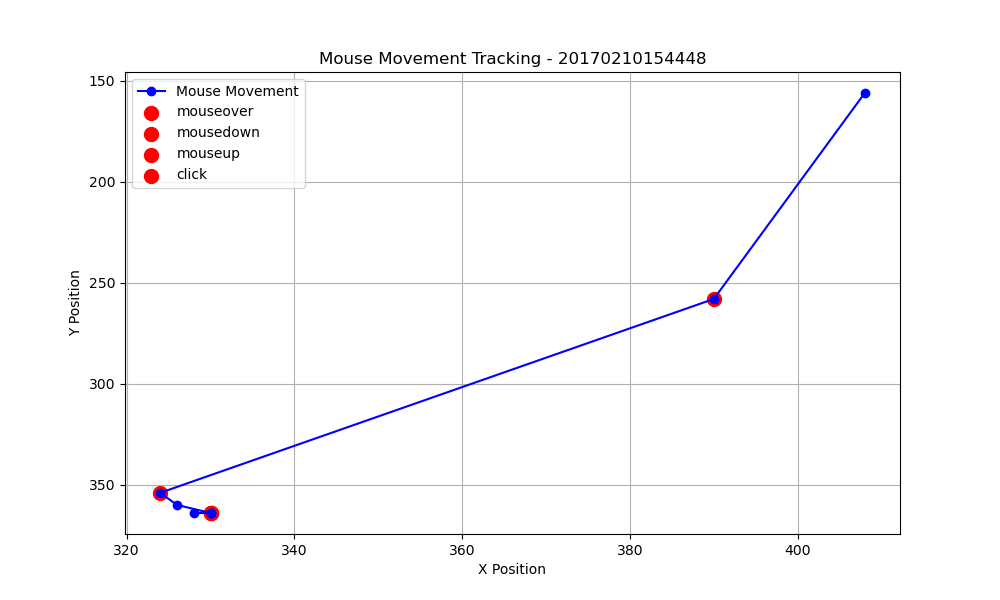 Mouse Movement Tracking - 20170210154448
Mouse Movement
mouseover
mousedown
mouseup
click
150
200
250
300
350
Y Position
320 340 360 380 400
X Position